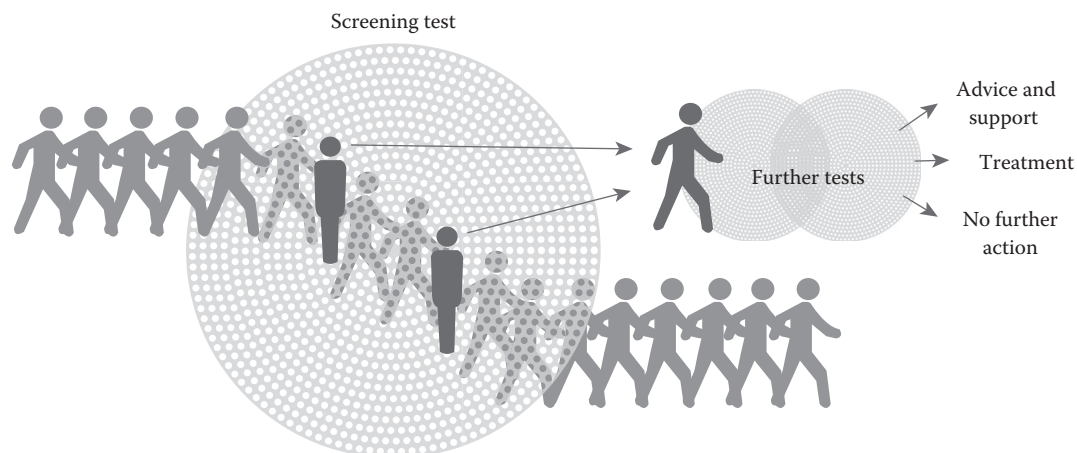 Screening test
Further tests
Advice and
support
Treatment
No further
action